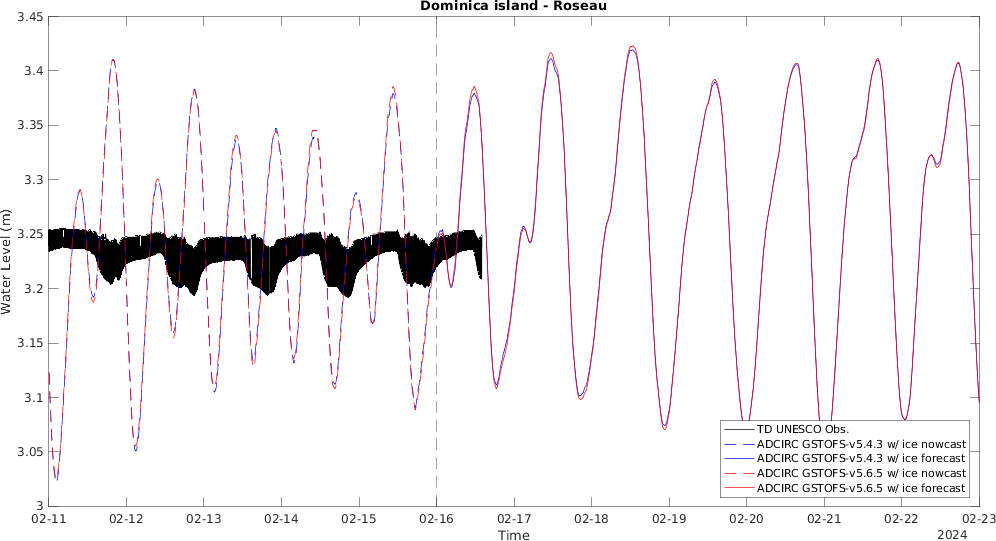 Dominica island - Roseau
3.45
3.4
3.35
3.3
3.25
3.2
3.15
3.1
3.05
3
Water Level (m)
02-11 02-12 02-13 02-14 02-15 02-16 02-17 02-18 02-19 02-20 02-21 02-22 02-23
Time
2024
TD UNESCO Obs.
ADCIRC GSTOFS-v5.4.3 w/ ice nowcast
ADCIRC GSTOFS-v5.4.3 w/ ice forecast
ADCIRC GSTOFS-v5.6.5 w/ ice nowcast
ADCIRC GSTOFS-v5.6.5 w/ ice forecast